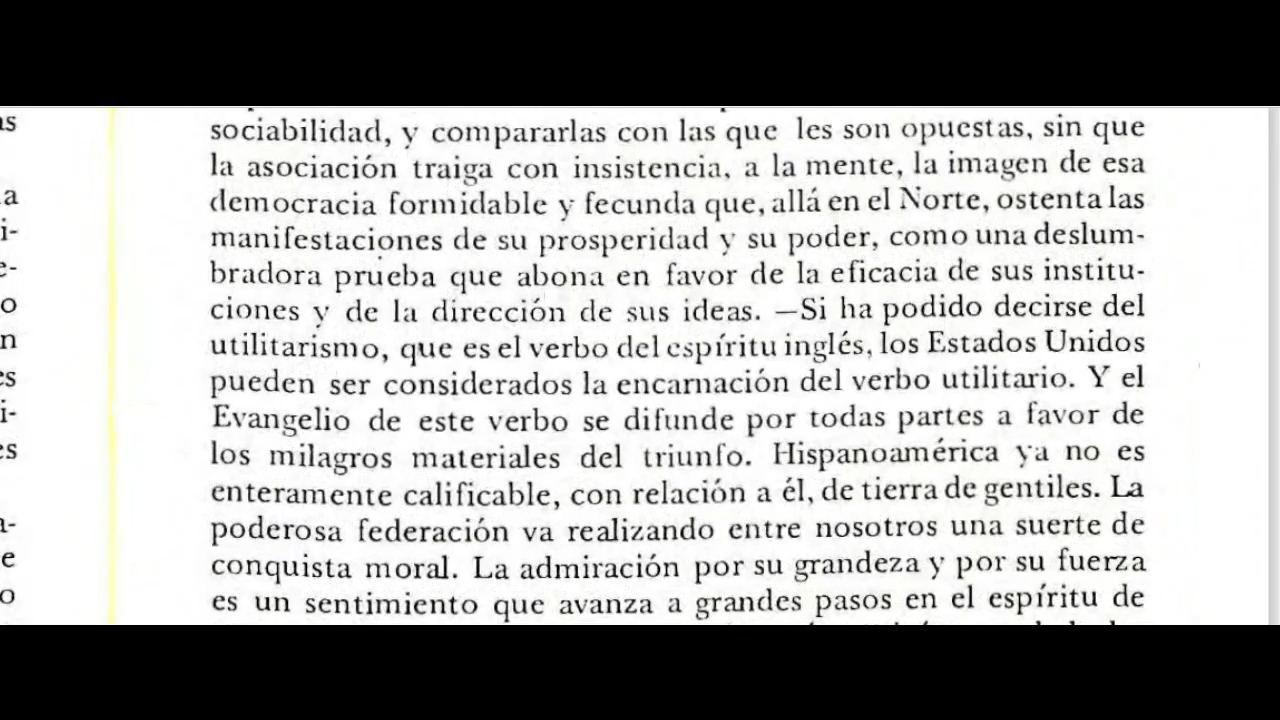 sociabilidad, y compararlas con las que les son opuestas, sin que
la asociación traiga con insistencia, a la mente, la imagen de esa
democracia formidable y fecunda que, allá en el Norte, ostenta las
manifestaciones de su prosperidad y su poder, como una deslum-
bradora prueba que abona en favor de la eficacia de sus institu-
ciones y de la dirección de sus ideas. —Si ha podido decirse del
utilitarismo, que es el verbo del espíritu inglés, los Estados Unidos
pueden ser considerados la encarnación del verbo utilitario. Y el
Evangelio de este verbo se difunde por todas partes a favor de
los milagros materiales del triunfo. Hispanoamérica ya no es
enteramente calificable, con relación a él, de tierra de gentiles. La
poderosa federación va realizando entre nosotros una suerte de
conquista moral. La admiración por su grandeza y por su fuerza
es un sentimiento que avanza a grandes pasos en el espíritu de